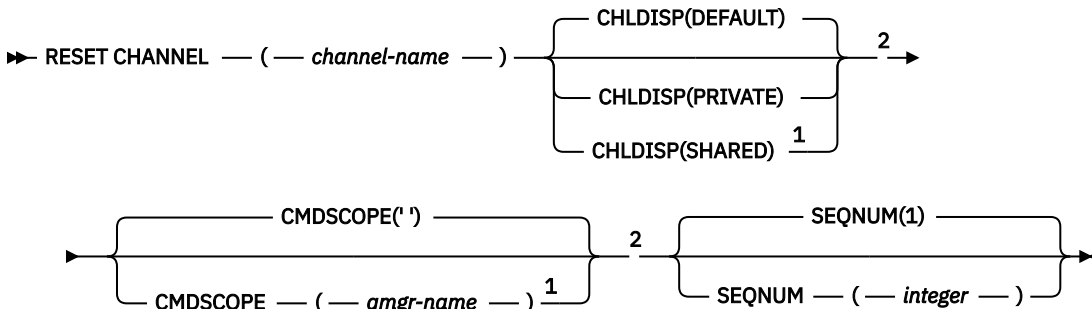 CHLDISP(DEFAULT)
RESET CHANNEL ( channel-name ) 2
CHLDISP(PRIVATE)
CHLDISP(SHARED) 1
CMDSCOPE(' ') SEQNUM(1)
2
CMDSCOPE ( qmgr-name ) 1 SEQNUM ( integer )